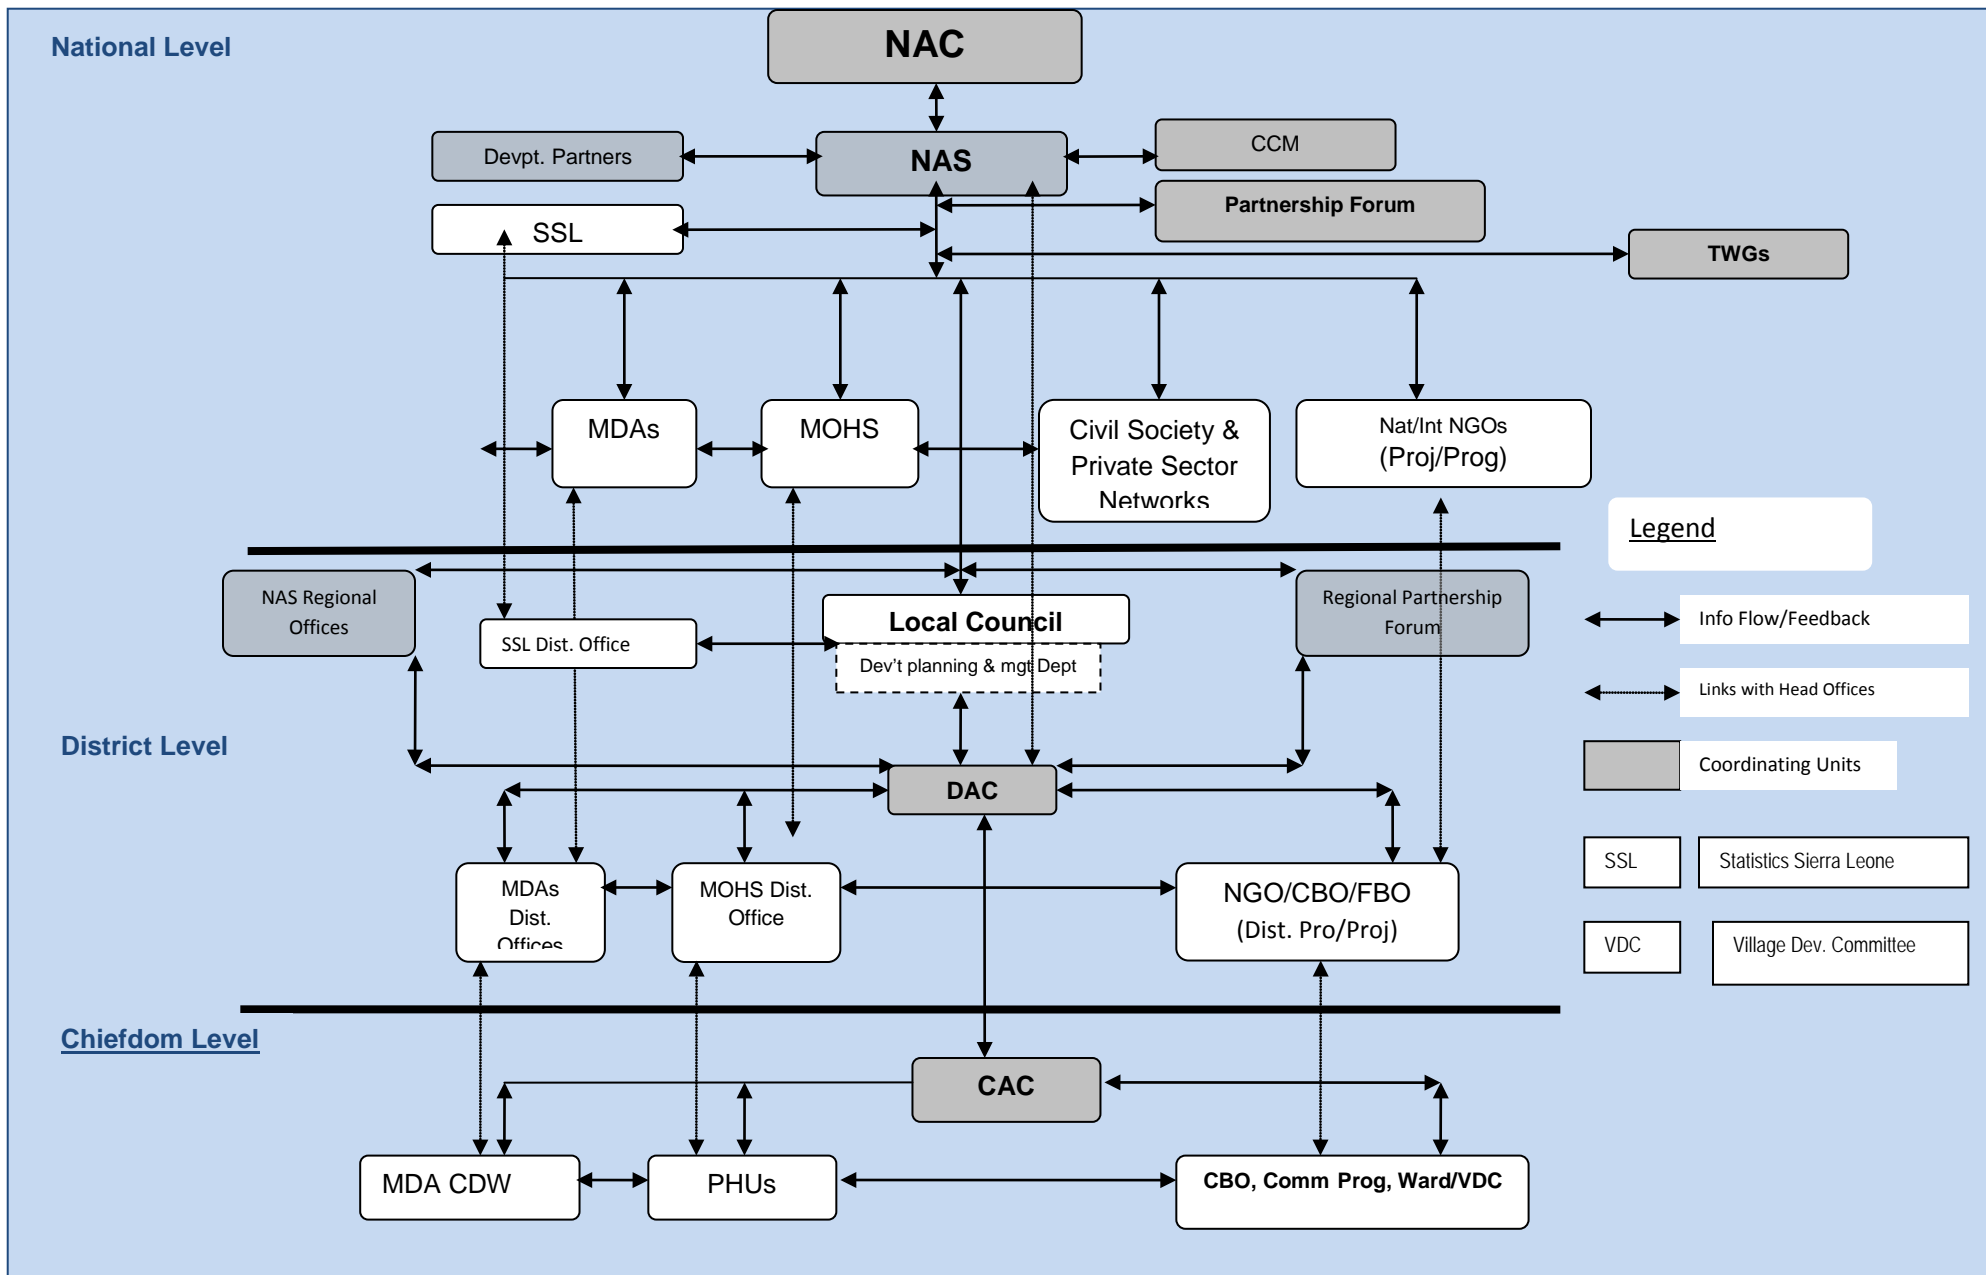 National Level
NAC
Devpt. Partners
NAS
CCM
Partnership Forum
SSL
TWGs
MDAs
MOHS
Civil Society &
Private Sector
Networks
Nat/Int NGOs
(Proj/Prog)
Legend
NAS Regional
Offices
SSL Dist. Office
Local Council
Dev't planning & mgt Dept
Regional Partnership
Forum
Info Flow/Feedback
Links with Head Offices
District Level
DAC
Coordinating Units
MDAs
Dist.
Offices
MOHS Dist.
Office
NGO/CBO/FBO
(Dist. Pro/Proj)
SSL
Statistics Sierra Leone
VDC
Village Dev. Committee
Chiefdom Level
CAC
MDA CDW
PHUs
CBO, Comm Prog, Ward/VDC